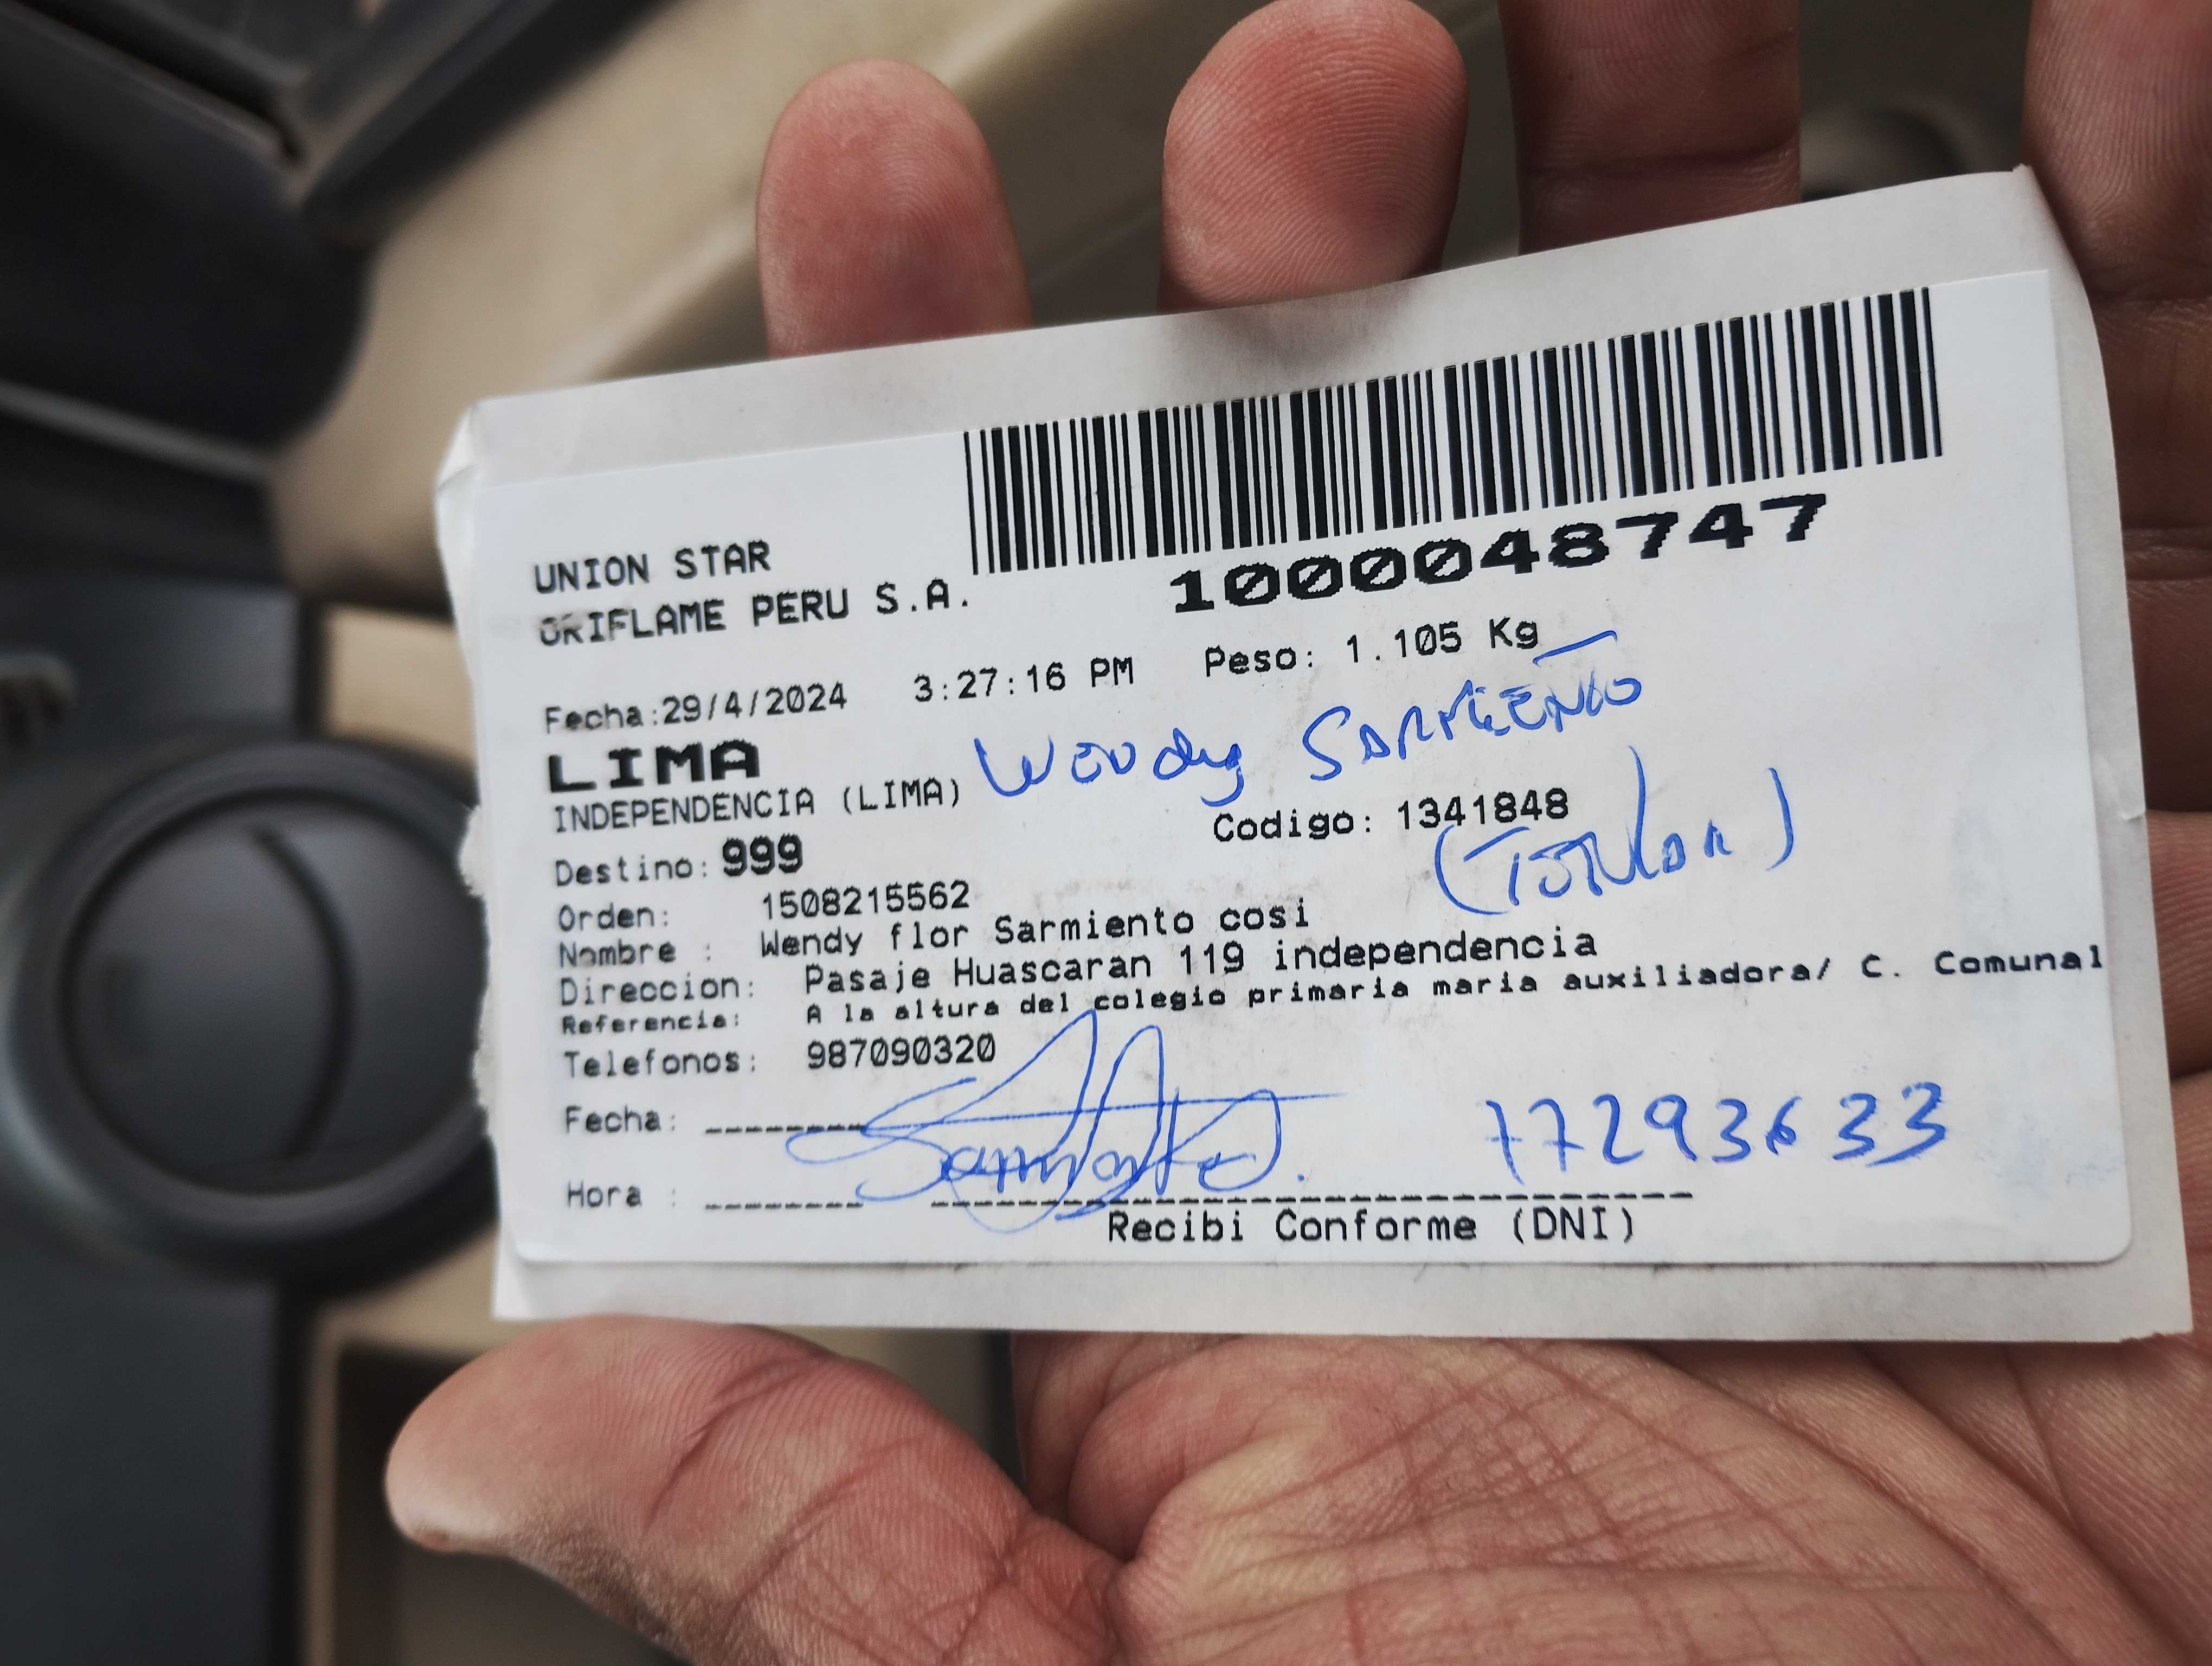 1000048747
UNION STAR
ORIFLAME PERU S.A.
Fecha:29/4/2024 3:27:16 PM Peso: 1.105 Kg
LIMA
Wendy SARMIENTO
INDEPENDENCIA (LIMA)
Codigo: 1341848
(TITULAR)
Destino: 999
Orden: 1508215562
Nombre : Wendy flor Sarmiento cosi
Direccion: Pasaje Huascaran 119 independencia
Referencia: A la altura del colegio primaria maria auxiliadora/ C. Comunal
Telefonos: 987090320
Fecha:
77293633
Hora :
Recibi Conforme (DNI)